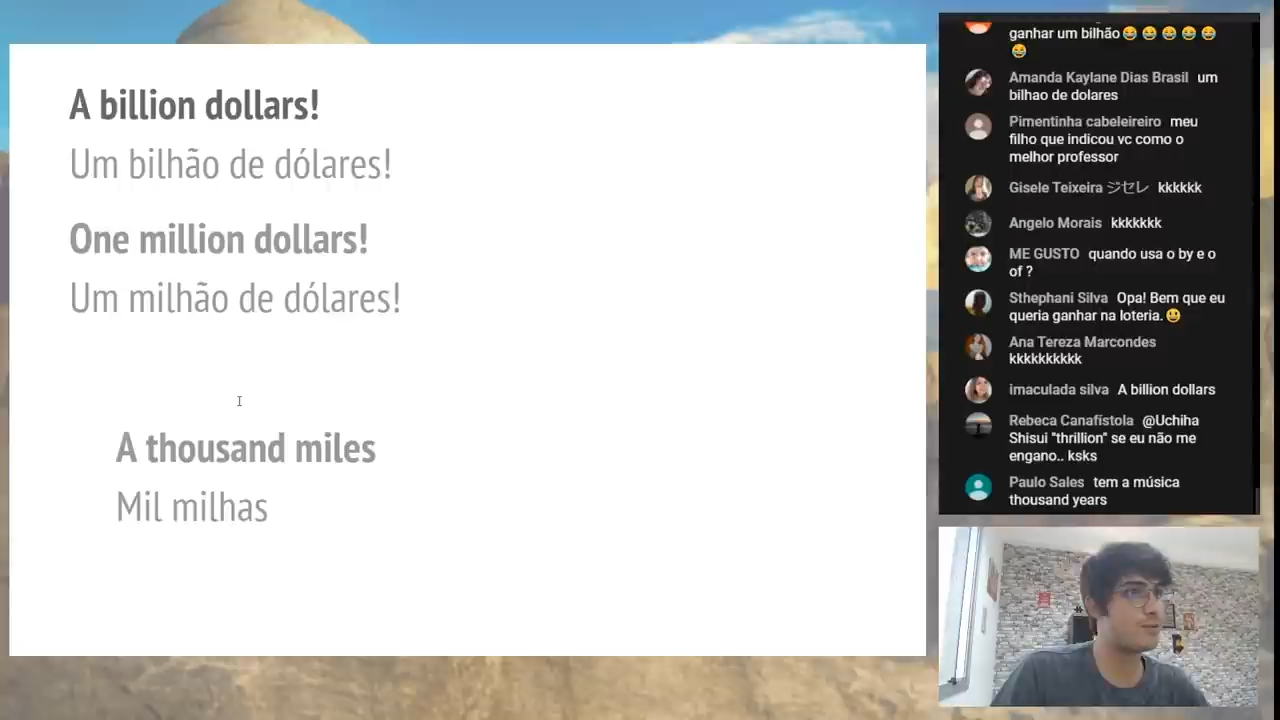 A billion dollars!
Um bilhão de dólares!
One million dollars!
Um milhão de dólares!
A thousand miles
Mil milhas
ganhar um bilhão 😂 😂 😂 😂 😂
😂
Amanda Kaylane Dias Brasil um
bilhao de dolares
Pimentinha cabeleireiro meu
filho que indicou vc como o
melhor professor
Gisele Teixeira ジセレ kkkkkk
Angelo Morais kkkkkkk
ME GUSTO quando usa o by e o
of ?
Sthephani Silva Opa! Bem que eu
queria ganhar na loteria. 😃
Ana Tereza Marcondes
kkkkkkkkkk
imaculada silva A billion dollars
Rebeca Canafístola @Uchiha
Shisui "thrillion" se eu não me
engano.. ksks
Paulo Sales tem a música
thousand years